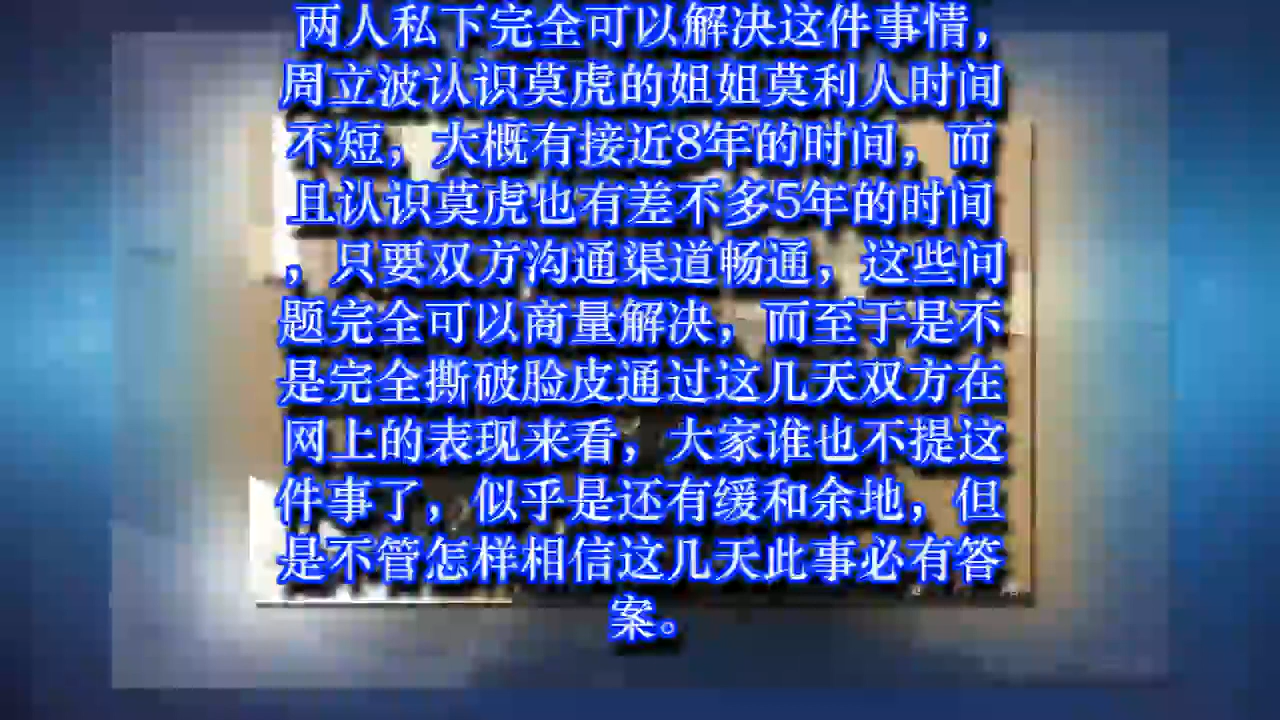 两人私下完全可以解决这件事情，
周立波认识莫虎的姐姐莫利人时间
不短，大概有接近8年的时间，而
且认识莫虎也有差不多5年的时间
，只要双方沟通渠道畅通，这些问
题完全可以商量解决，而至于是不
是完全撕破脸皮通过这几天双方在
网上的表现来看，大家谁也不提这
件事了，似乎是还有缓和余地，但
是不管怎样相信这几天此事必有答
案。